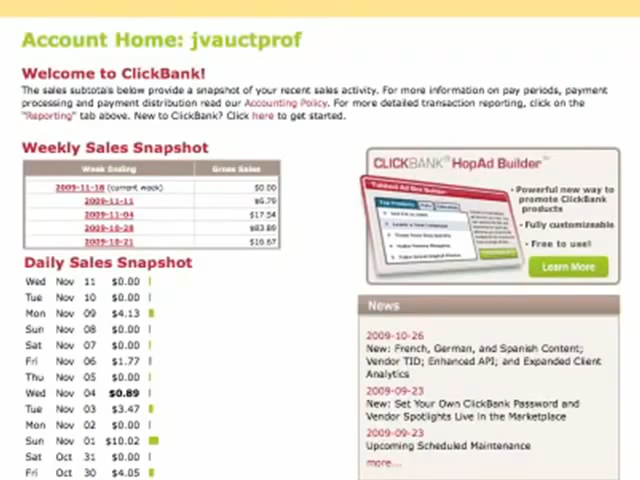 Account Home: jvauctprof
Welcome to ClickBank!
The sales subtotals below provide a snapshot of your recent sales activity. For more information on pay periods, payment
processing and payment distribution read our Accounting Policy. For more detailed transaction reporting, click on the
"Reporting" tab above. New to ClickBank? Click here to get started.
Weekly Sales Snapshot
Week Ending Gross Sales
2009-11-18 (current week) $0.00
2009-11-11 $6.79
2009-11-04 $17.54
2009-10-28 $83.89
2009-10-21 $16.67
Daily Sales Snapshot
Wed Nov 11 $0.00
Tue Nov 10 $0.00
Mon Nov 09 $4.13
Sun Nov 08 $0.00
Sat Nov 07 $0.00
Fri Nov 06 $1.77
Thu Nov 05 $0.00
Wed Nov 04 $0.89
Tue Nov 03 $3.47
Mon Nov 02 $0.00
Sun Nov 01 $10.02
Sat Oct 31 $0.00
Fri Oct 30 $4.05
CLICKBANK® HopAd Builder™
• Powerful new way to
promote ClickBank
products
• Fully customizeable
• Free to use!
Learn More
News
2009-10-26
New: French, German, and Spanish Content;
Vendor TID; Enhanced API; and Expanded Client
Analytics
2009-09-23
New: Set Your Own ClickBank Password and
Vendor Spotlights Live in the Marketplace
2009-09-23
Upcoming Scheduled Maintenance
more...